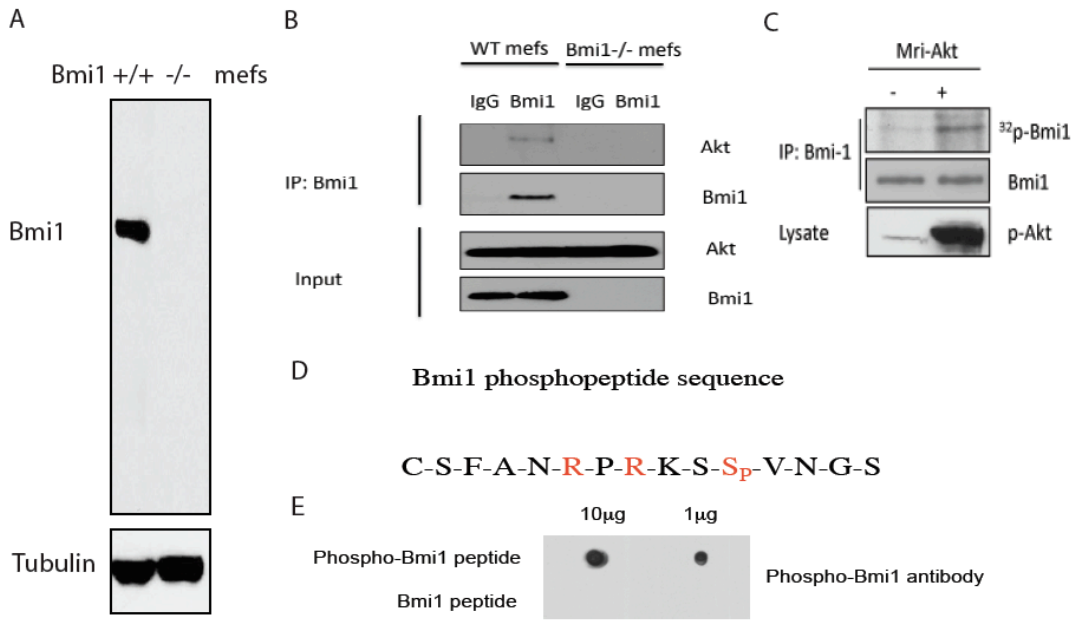 A
Bmi1 +/+ -/- mefs
Bmi1
Tubulin
B
WT mefs Bmi1-/- mefs
IgG Bmi1 IgG Bmi1
IP: Bmi1
Akt
Bmi1
Input
Akt
Bmi1
C
Mri-Akt
- +
IP: Bmi-1
32p-Bmi1
Bmi1
Lysate
p-Akt
D
Bmi1 phosphopeptide sequence
C-S-F-A-N-R-P-R-K-S-Sp-V-N-G-S
E
10µg 1µg
Phospho-Bmi1 peptide
Bmi1 peptide
Phospho-Bmi1 antibody